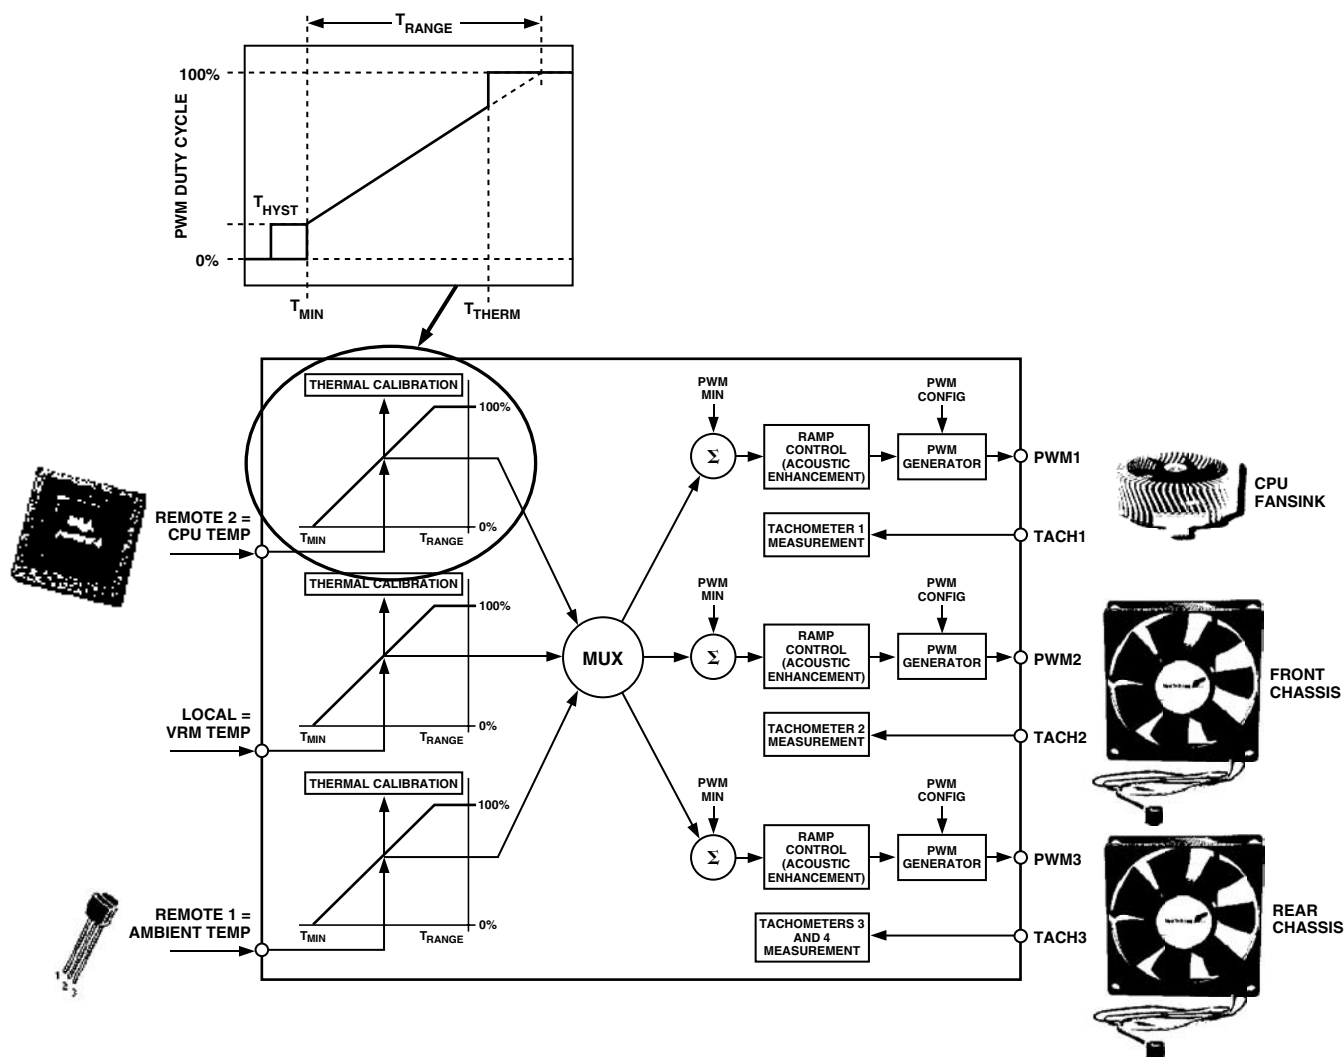 TRANGE
100%
PWM DUTY CYCLE
THYST
0%
TMIN
TTHERM
THERMAL CALIBRATION
100%
REMOTE 2 =
CPU TEMP
TMIN
TRANGE
0%
THERMAL CALIBRATION
100%
LOCAL =
VRM TEMP
TMIN
TRANGE
0%
THERMAL CALIBRATION
100%
REMOTE 1 =
AMBIENT TEMP
TMIN
TRANGE
0%
1
2
3
MUX
PWM
MIN
Σ
RAMP
CONTROL
(ACOUSTIC
ENHANCEMENT)
PWM
CONFIG
PWM
GENERATOR
PWM1
CPU
FANSINK
TACHOMETER 1
MEASUREMENT
TACH1
PWM
MIN
Σ
RAMP
CONTROL
(ACOUSTIC
ENHANCEMENT)
PWM
CONFIG
PWM
GENERATOR
PWM2
FRONT
CHASSIS
TACHOMETER 2
MEASUREMENT
TACH2
PWM
MIN
Σ
RAMP
CONTROL
(ACOUSTIC
ENHANCEMENT)
PWM
CONFIG
PWM
GENERATOR
PWM3
REAR
CHASSIS
TACHOMETERS 3
AND 4
MEASUREMENT
TACH3